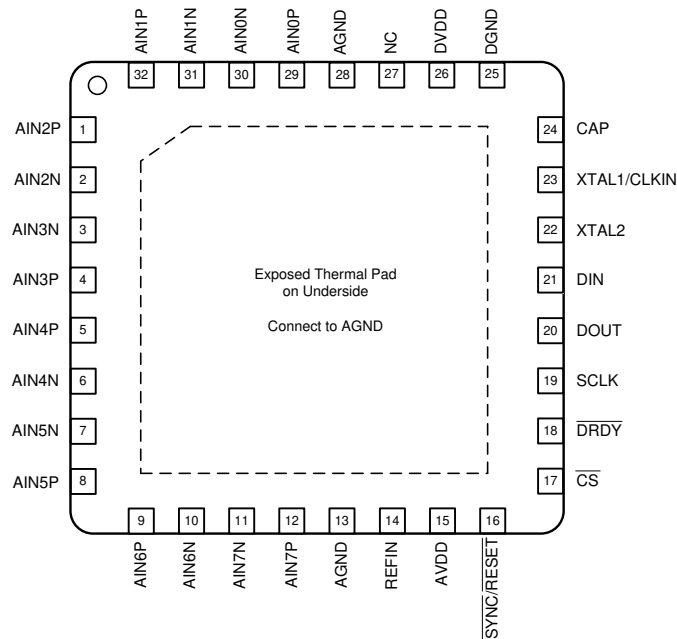 AIN1P
AIN1N
AIN0N
AIN0P
AGND
NC
DVDD
DGND
32
31
30
29
28
27
26
25
AIN2P 1
24 CAP
AIN2N 2
23 XTAL1/CLKIN
AIN3N 3
22 XTAL2
AIN3P 4
21 DIN
AIN4P 5
20 DOUT
AIN4N 6
19 SCLK
AIN5N 7
18 DRDY
AIN5P 8
17 CS
Exposed Thermal Pad
on Underside
Connect to AGND
9
10
11
12
13
14
15
16
AIN6P
AIN6N
AIN7N
AIN7P
AGND
REFIN
AVDD
SYNC/RESET